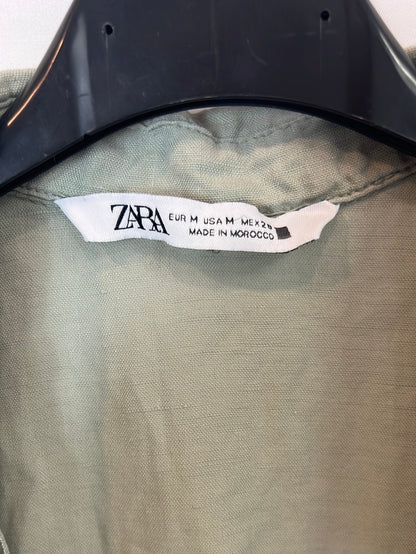 ZARA
EUR M USA M MEX 28
MADE IN MOROCCO